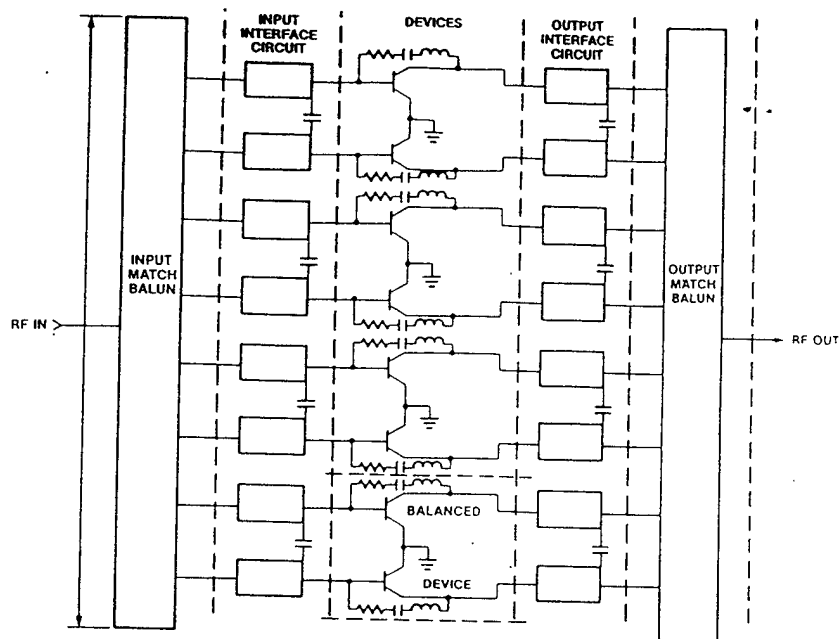 INPUT
INTERFACE
CIRCUIT
DEVICES
OUTPUT
INTERFACE
CIRCUIT
INPUT
MATCH
BALUN
OUTPUT
MATCH
BALUN
RF IN
RF OUT
BALANCED
DEVICE